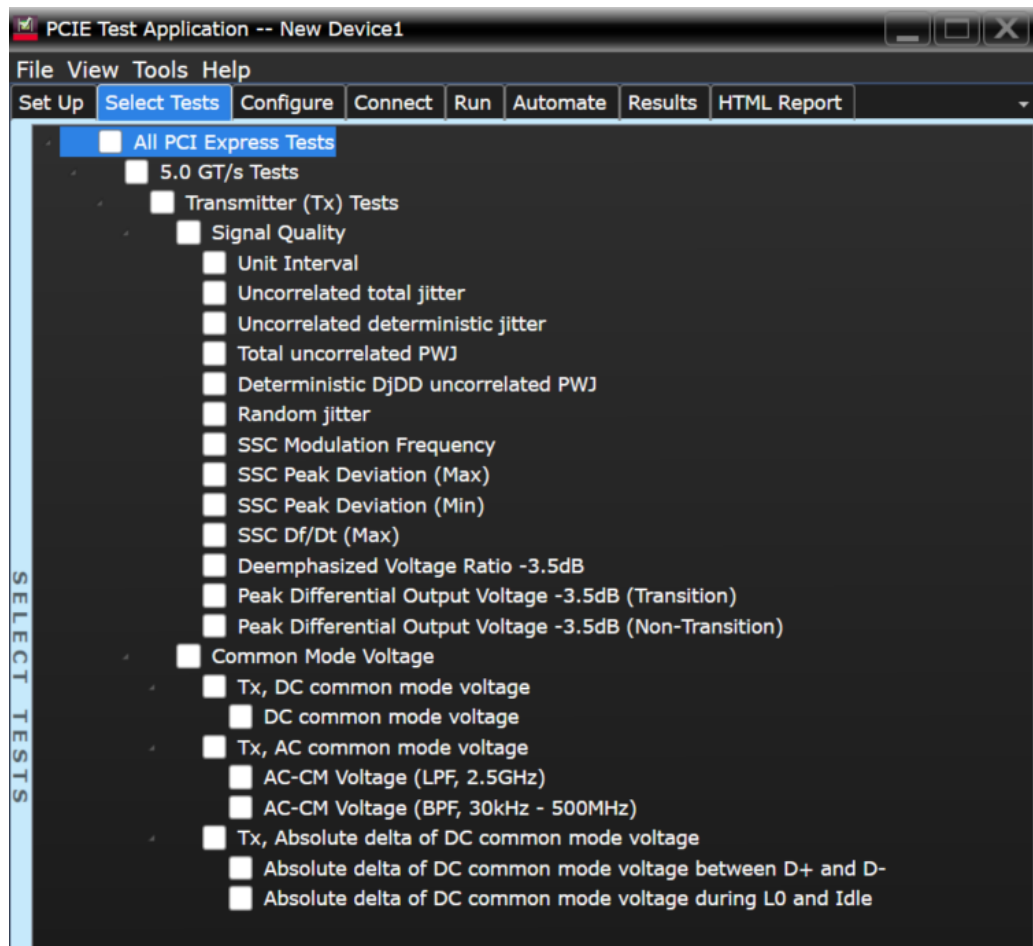 PCIE Test Application -- New Device1
File View Tools Help
Set Up Select Tests Configure Connect Run Automate Results HTML Report
All PCI Express Tests
5.0 GT/s Tests
Transmitter (Tx) Tests
Signal Quality
Unit Interval
Uncorrelated total jitter
Uncorrelated deterministic jitter
Total uncorrelated PWJ
Deterministic DjDD uncorrelated PWJ
Random jitter
SSC Modulation Frequency
SSC Peak Deviation (Max)
SSC Peak Deviation (Min)
SSC Df/Dt (Max)
Deemphasized Voltage Ratio -3.5dB
Peak Differential Output Voltage -3.5dB (Transition)
Peak Differential Output Voltage -3.5dB (Non-Transition)
Common Mode Voltage
Tx, DC common mode voltage
DC common mode voltage
Tx, AC common mode voltage
AC-CM Voltage (LPF, 2.5GHz)
AC-CM Voltage (BPF, 30kHz - 500MHz)
Tx, Absolute delta of DC common mode voltage
Absolute delta of DC common mode voltage between D+ and D-
Absolute delta of DC common mode voltage during L0 and Idle
SELECT TESTS